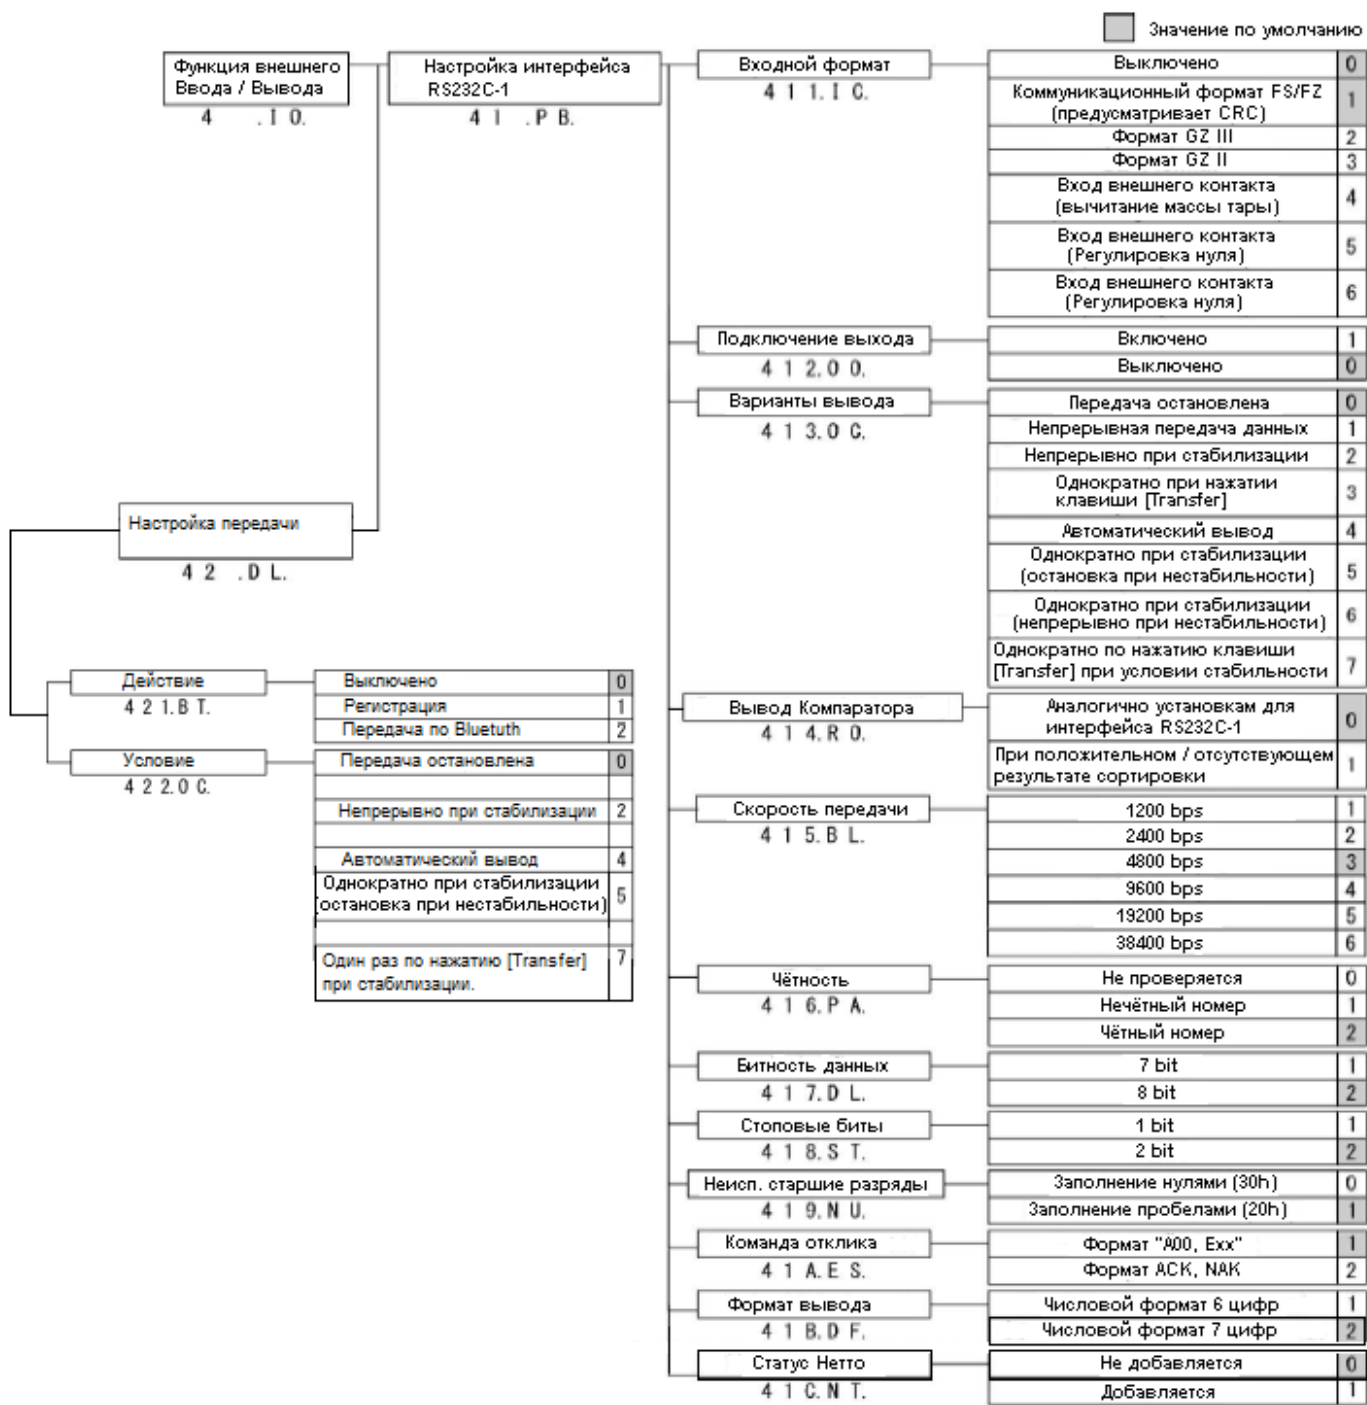 Значение по умолчанию
Функция внешнего
Ввода / Вывода
4 .I O.
Настройка интерфейса
RS232C-1
4 1 .P B.
Входной формат
4 1 1.I C.
Выключено 0
Коммуникационный формат FS/FZ
(предусматривает CRC) 1
Формат GZ III 2
Формат GZ II 3
Вход внешнего контакта
(вычитание массы тары) 4
Вход внешнего контакта
(Регулировка нуля) 5
Вход внешнего контакта
(Регулировка нуля) 6
Подключение выхода
4 1 2.O O.
Включено 1
Выключено 0
Варианты вывода
4 1 3.O C.
Передача остановлена 0
Непрерывная передача данных 1
Непрерывно при стабилизации 2
Однократно при нажатии
клавиши [Transfer] 3
Автоматический вывод 4
Однократно при стабилизации
(остановка при нестабильности) 5
Однократно при стабилизации
(непрерывно при нестабильности) 6
Однократно по нажатию клавиши
[Transfer] при условии стабильности 7
Настройка передачи
4 2 .D L.
Действие
4 2 1.B T.
Выключено 0
Регистрация 1
Передача по Bluetuth 2
Условие
4 2 2.O C.
Передача остановлена 0
Непрерывно при стабилизации 2
Автоматический вывод 4
Однократно при стабилизации
(остановка при нестабильности) 5
Один раз по нажатию [Transfer] 7
при стабилизации.
Вывод Компаратора
4 1 4.R O.
Аналогично установкам для
интерфейса RS232C-1 0
При положительном / отсутствующем
результате сортировки 1
Скорость передачи
4 1 5.B L.
1200 bps 1
2400 bps 2
4800 bps 3
9600 bps 4
19200 bps 5
38400 bps 6
Чётность
4 1 6.P A.
Не проверяется 0
Нечётный номер 1
Чётный номер 2
Битность данных
4 1 7.D L.
7 bit 1
8 bit 2
Стоповые биты
4 1 8.S T.
1 bit 1
2 bit 2
Неисп. старшие разряды
4 1 9.N U.
Заполнение нулями (30h) 0
Заполнение пробелами (20h) 1
Команда отклика
4 1 A.E S.
Формат "A00, Exx" 1
Формат ACK, NAK 2
Формат вывода
4 1 B.D F.
Числовой формат 6 цифр 1
Числовой формат 7 цифр 2
Статус Нетто
4 1 C.N T.
Не добавляется 0
Добавляется 1